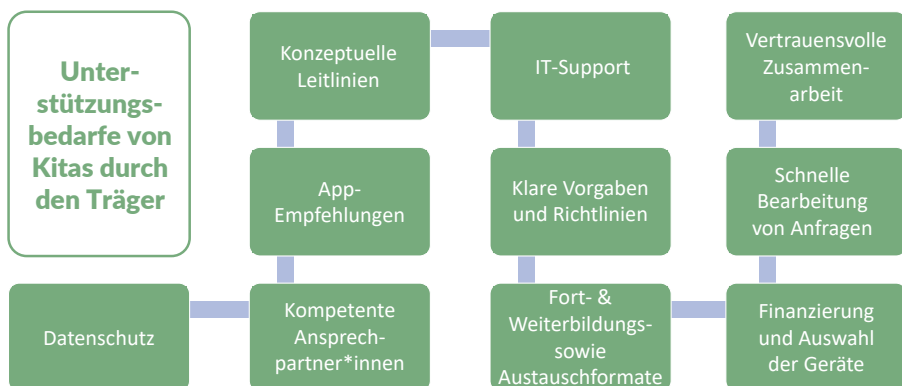 Unter-
stützungs-
bedarfe von
Kitas durch
den Träger
Datenschutz
Kompetente
Ansprech-
partner*innen
App-
Empfehlungen
Konzeptuelle
Leitlinien
IT-Support
Klare Vorgaben
und Richtlinien
Fort- &
Weiterbildungs-
sowie
Austauschformate
Finanzierung
und Auswahl
der Geräte
Schnelle
Bearbeitung
von Anfragen
Vertrauensvolle
Zusammen-
arbeit